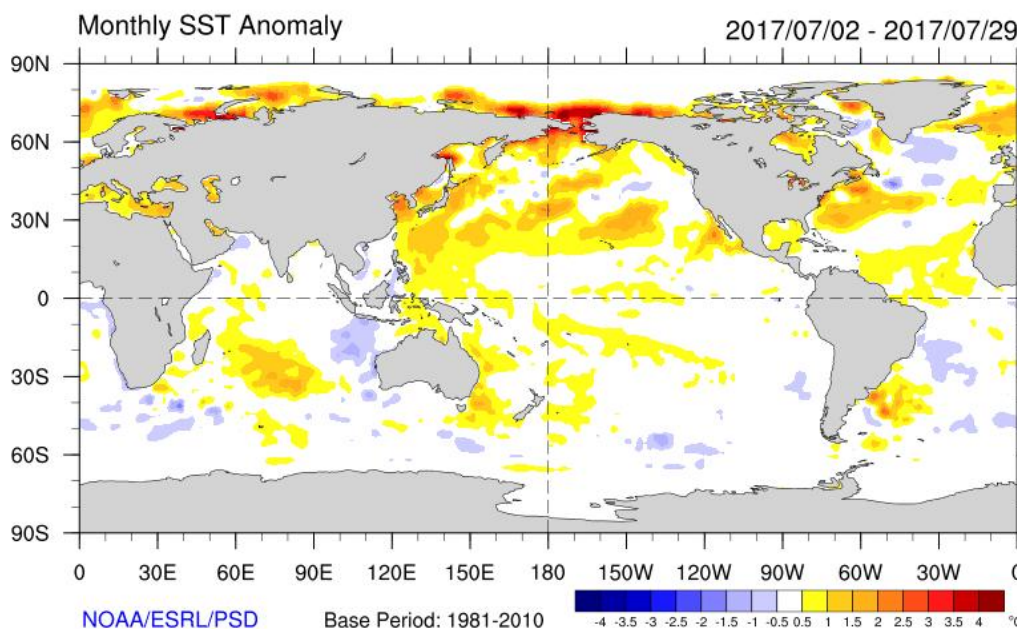 Monthly SST Anomaly 2017/07/02 - 2017/07/29
90N
60N
30N
0
30S
60S
90S
0 30E 60E 90E 120E 150E 180 150W 120W 90W 60W 30W 0
NOAA/ESRL/PSD Base Period: 1981-2010
-4 -3.5 -3 -2.5 -2 -1.5 -1 -0.5 0.5 1 1.5 2 2.5 3 3.5 4 °C